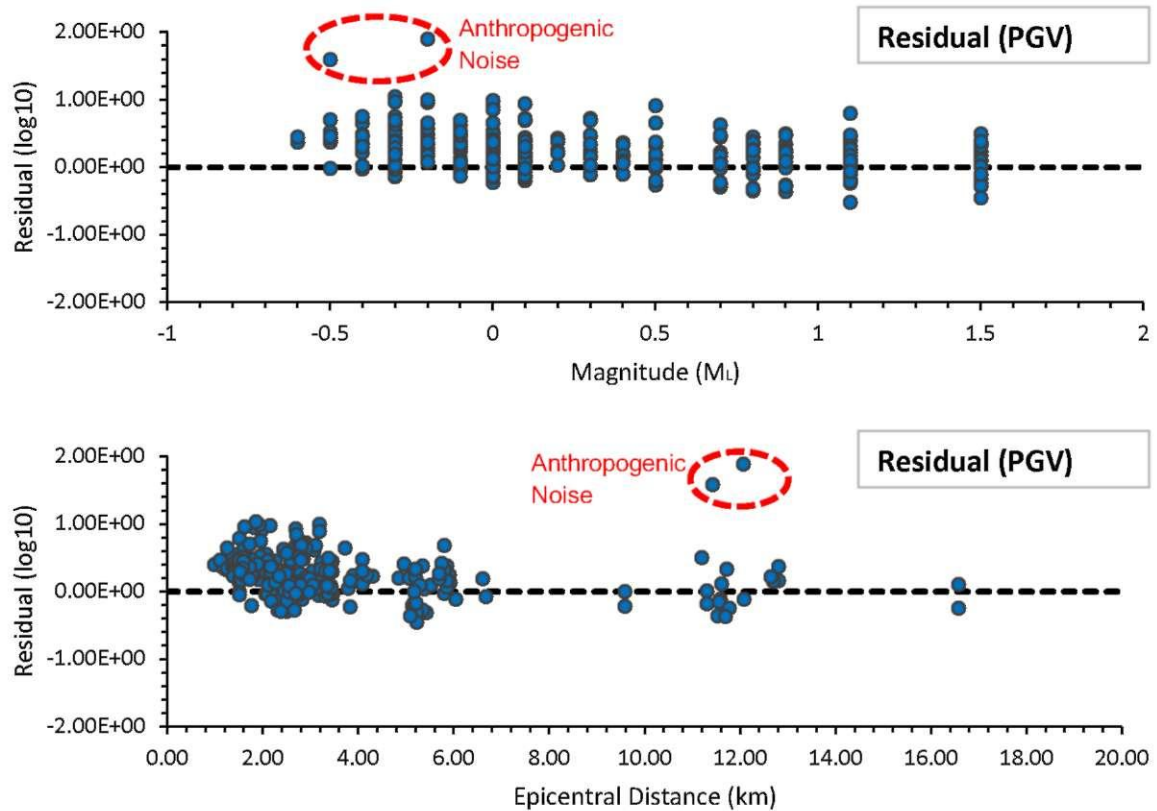 Residual (PGV)
Anthropogenic
Noise
Residual (log10)
2.00E+00
1.00E+00
0.00E+00
-1.00E+00
-2.00E+00
-1 -0.5 0 0.5 1 1.5 2
Magnitude (ML)
Residual (PGV)
Anthropogenic
Noise
Residual (log10)
2.00E+00
1.00E+00
0.00E+00
-1.00E+00
-2.00E+00
0.00 2.00 4.00 6.00 8.00 10.00 12.00 14.00 16.00 18.00 20.00
Epicentral Distance (km)